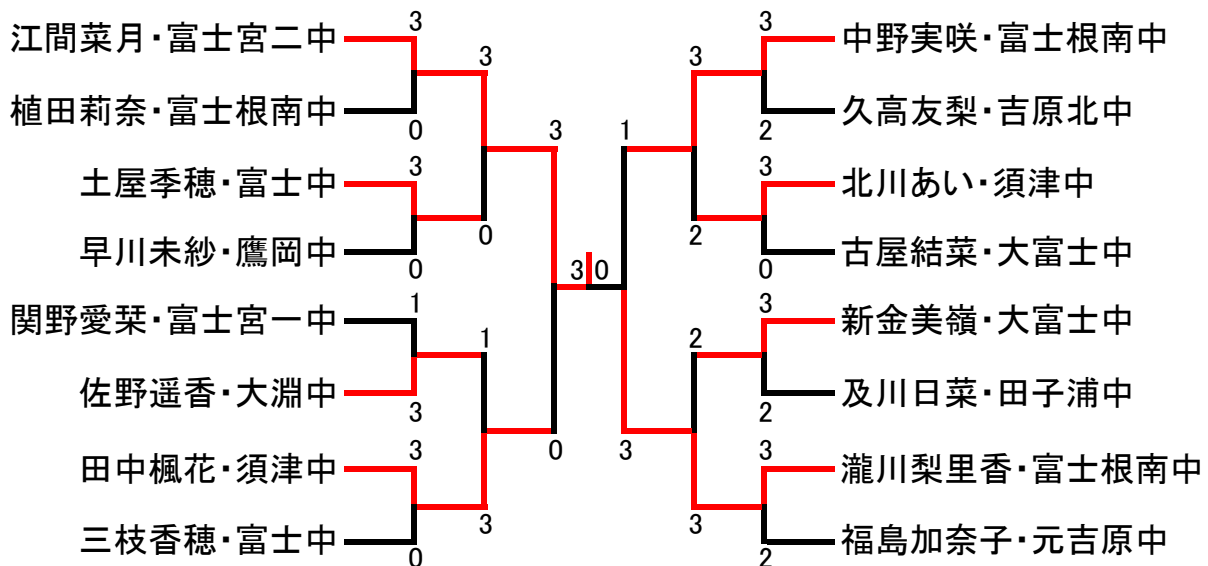 3 3
江間菜月・富士宮二中 3 3 中野実咲・富士根南中
植田莉奈・富士根南中 久高友梨・吉原北中
0 3 1 2
3 3
土屋季穂・富士中 北川あい・須津中
0 2
早川未紗・鷹岡中 古屋結菜・大富士中
0 3 0 0
関野愛栞・富士宮一中 1 3 新金美嶺・大富士中
1 2
佐野遥香・大淵中 及川日菜・田子浦中
3 2
3 0 3 3
田中楓花・須津中 瀧川梨里香・富士根南中
3 3
三枝香穂・富士中 福島加奈子・元吉原中
0 2